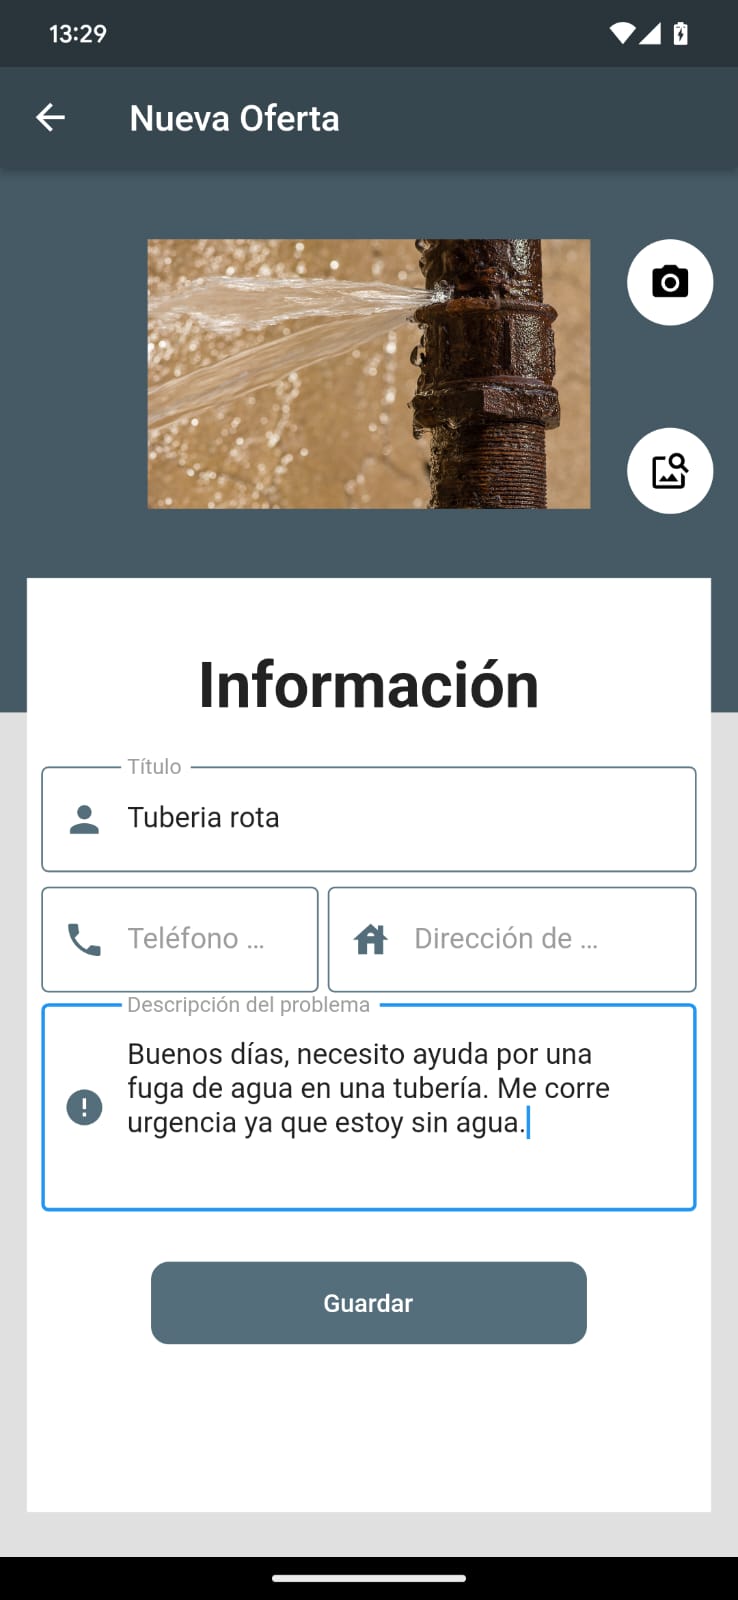 13:29
Nueva Oferta
Información
Título
Tuberia rota
Teléfono ...
Dirección de ...
Descripción del problema
Buenos días, necesito ayuda por una
fuga de agua en una tubería. Me corre
urgencia ya que estoy sin agua.
Guardar